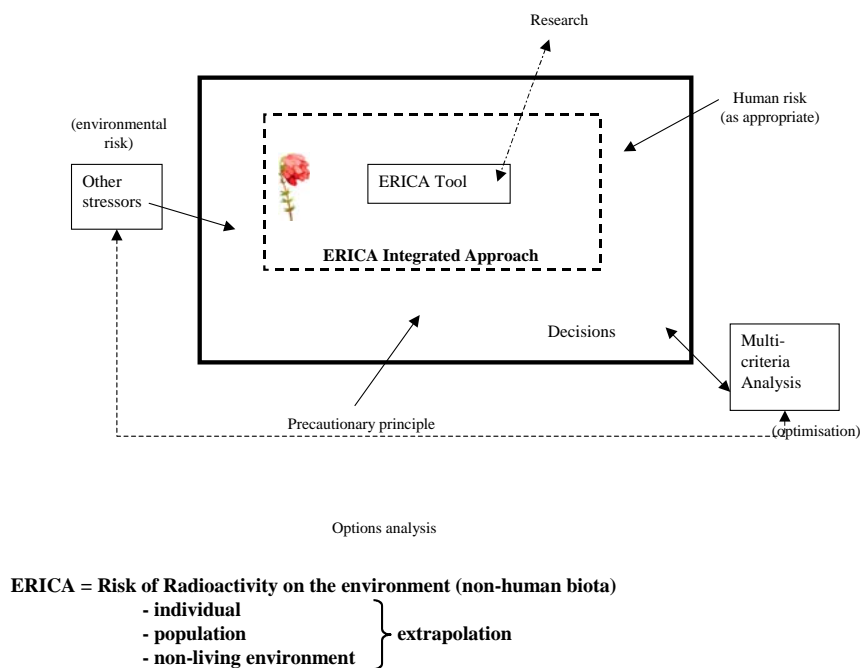 Research
Human risk
(as appropriate)
(environmental
risk)
Other
stressors
ERICA Tool
ERICA Integrated Approach
Decisions
Multi-
criteria
Analysis
(optimisation)
Precautionary principle
Options analysis
ERICA = Risk of Radioactivity on the environment (non-human biota)
- individual
- population
- non-living environment
extrapolation